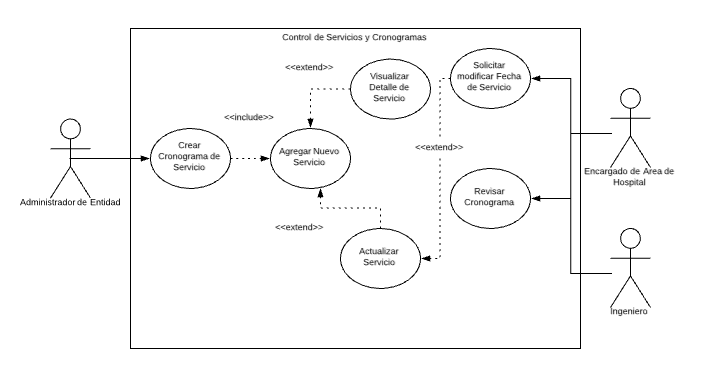 Control de Servicios y Cronogramas
<<extend>>
Visualizar
Detalle de
Servicio
Solicitar
modificar Fecha
de Servicio
<<include>>
Crear
Cronograma de
Servicio
Agregar Nuevo
Servicio
<<extend>>
Encargado de Area de
Hospital
Administrador de Entidad
Revisar
Cronograma
<<extend>>
Actualizar
Servicio
Ingeniero